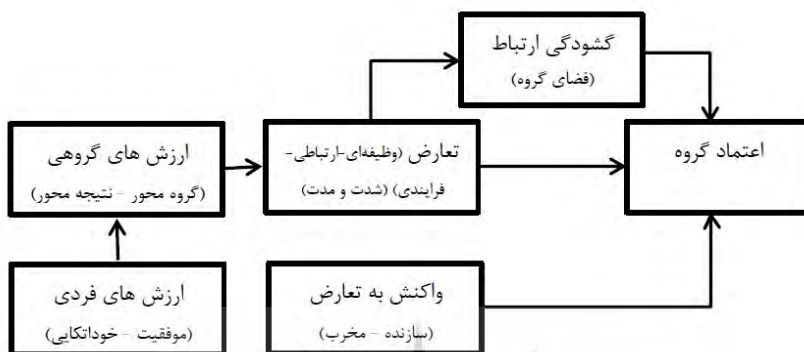 گشودگی ارتباط
(فضای گروه)
اعتماد گروه
تعارض (وظیفه‌ای-ارتباطی-
فرایندی) (شدت و مدت)
ارزش های گروهی
(گروه محور - نتیجه محور)
واکنش به تعارض
(سازنده - مخرب)
ارزش های فردی
(موفقیت - خوداتکایی)